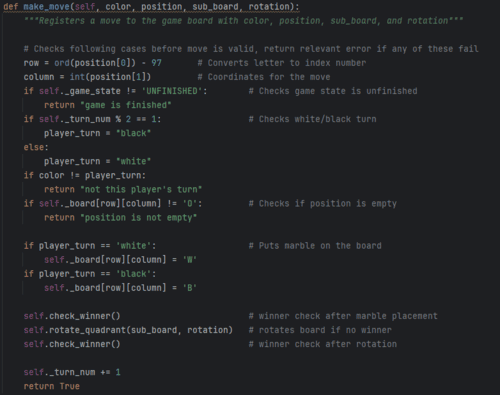 def make_move(self, color, position, sub_board, rotation):
"""Registers a move to the game board with color, position, sub_board, and rotation"""
# Checks following cases before move is valid, return relevant error if any of these fail
row = ord(position[0]) - 97 # Converts letter to index number
column = int(position[1]) # Coordinates for the move
if self._game_state != 'UNFINISHED': # Checks game state is unfinished
return "game is finished"
if self._turn_num % 2 == 1: # Checks white/black turn
player_turn = "black"
else:
player_turn = "white"
if color != player_turn:
return "not this player's turn"
if self._board[row][column] != 'O': # Checks if position is empty
return "position is not empty"
if player_turn == 'white': # Puts marble on the board
self._board[row][column] = 'W'
if player_turn == 'black':
self._board[row][column] = 'B'
self.check_winner() # winner check after marble placement
self.rotate_quadrant(sub_board, rotation) # rotates board if no winner
self.check_winner() # winner check after rotation
self._turn_num += 1
return True